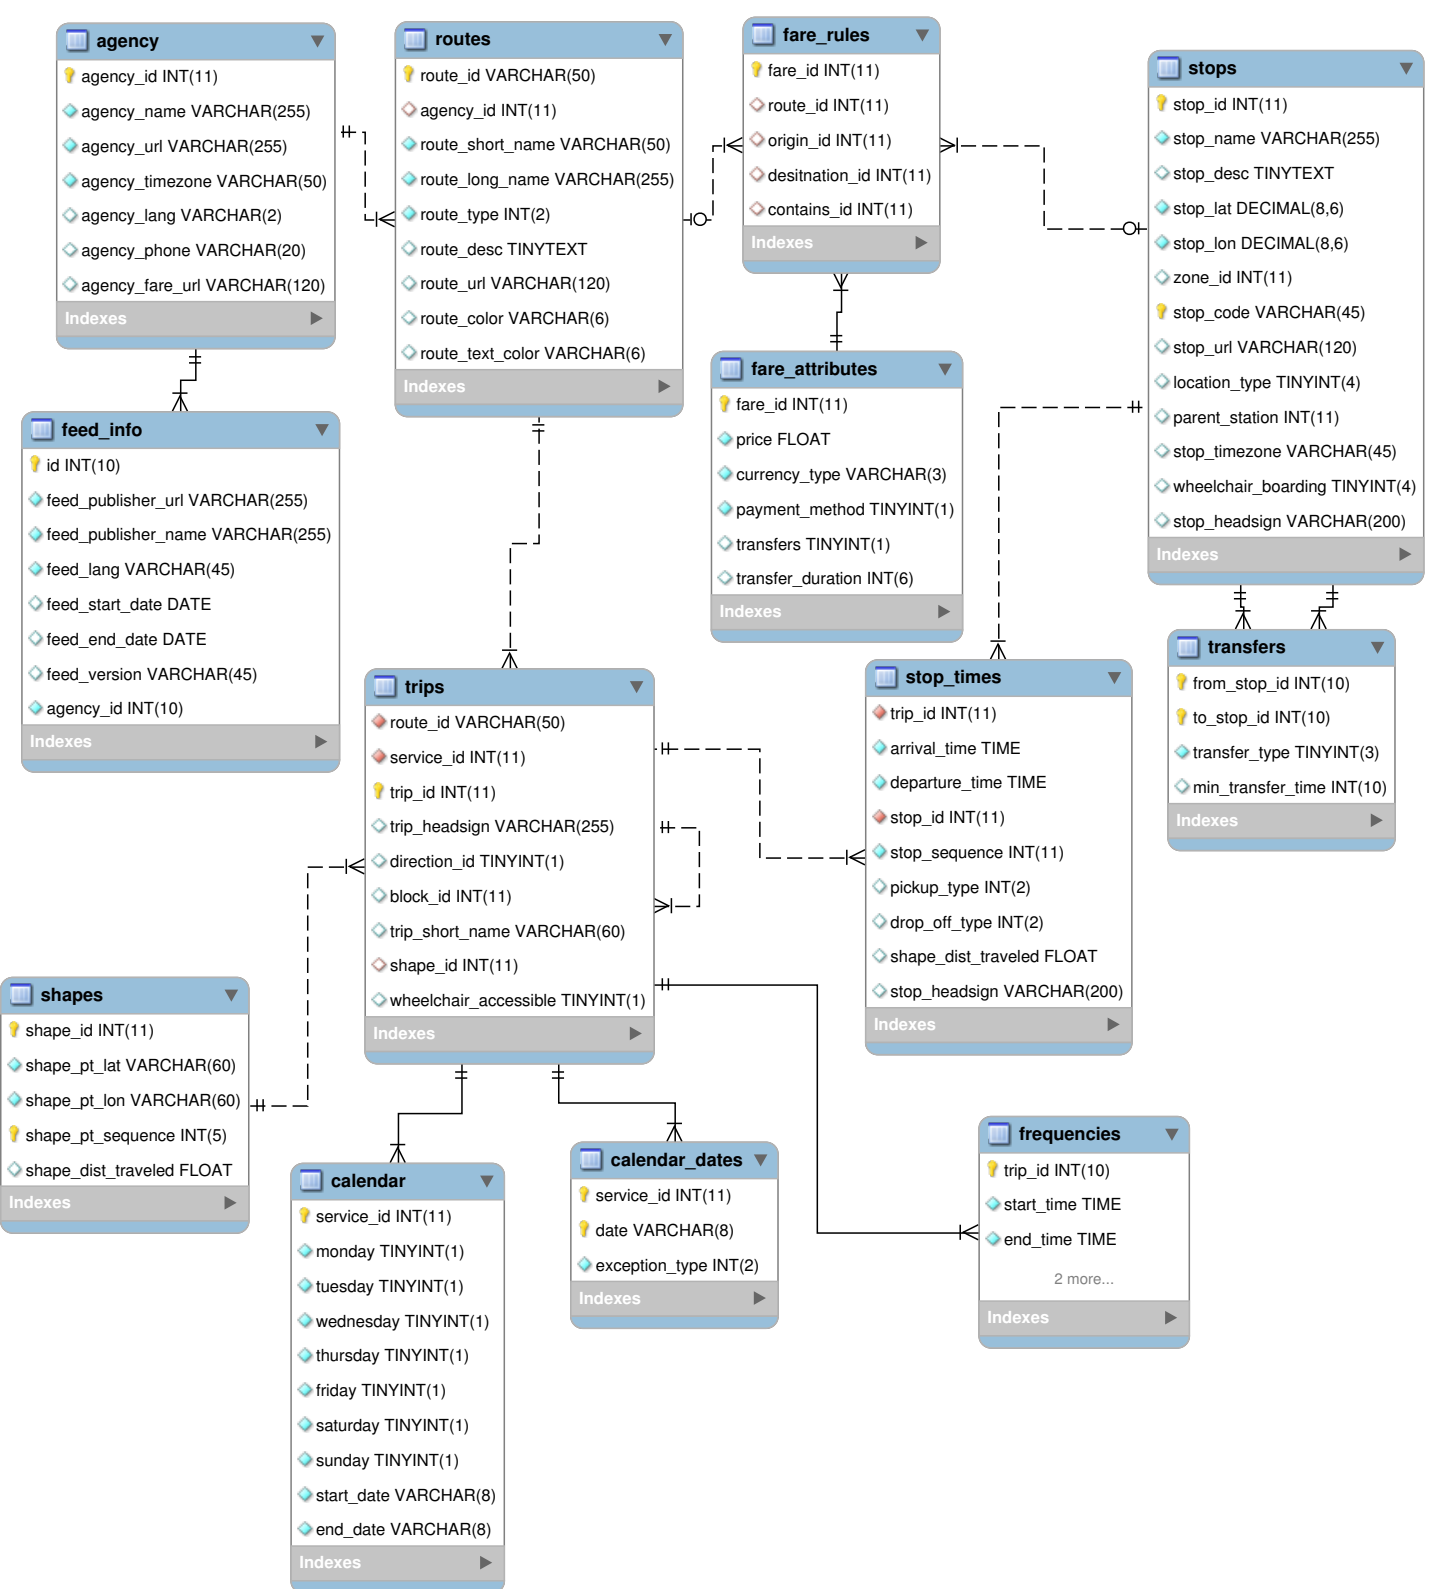 agency
agency_id INT(11)
agency_name VARCHAR(255)
agency_url VARCHAR(255)
agency_timezone VARCHAR(50)
agency_lang VARCHAR(2)
agency_phone VARCHAR(20)
agency_fare_url VARCHAR(120)
Indexes
routes
route_id VARCHAR(50)
agency_id INT(11)
route_short_name VARCHAR(50)
route_long_name VARCHAR(255)
route_type INT(2)
route_desc TINYTEXT
route_url VARCHAR(120)
route_color VARCHAR(6)
route_text_color VARCHAR(6)
Indexes
fare_rules
fare_id INT(11)
route_id INT(11)
origin_id INT(11)
desitnation_id INT(11)
contains_id INT(11)
Indexes
stops
stop_id INT(11)
stop_name VARCHAR(255)
stop_desc TINYTEXT
stop_lat DECIMAL(8,6)
stop_lon DECIMAL(8,6)
zone_id INT(11)
stop_code VARCHAR(45)
stop_url VARCHAR(120)
location_type TINYINT(4)
parent_station INT(11)
stop_timezone VARCHAR(45)
wheelchair_boarding TINYINT(4)
stop_headsign VARCHAR(200)
Indexes
feed_info
id INT(10)
feed_publisher_url VARCHAR(255)
feed_publisher_name VARCHAR(255)
feed_lang VARCHAR(45)
feed_start_date DATE
feed_end_date DATE
feed_version VARCHAR(45)
agency_id INT(10)
Indexes
fare_attributes
fare_id INT(11)
price FLOAT
currency_type VARCHAR(3)
payment_method TINYINT(1)
transfers TINYINT(1)
transfer_duration INT(6)
Indexes
transfers
from_stop_id INT(10)
to_stop_id INT(10)
transfer_type TINYINT(3)
min_transfer_time INT(10)
Indexes
trips
route_id VARCHAR(50)
service_id INT(11)
trip_id INT(11)
trip_headsign VARCHAR(255)
direction_id TINYINT(1)
block_id INT(11)
trip_short_name VARCHAR(60)
shape_id INT(11)
wheelchair_accessible TINYINT(1)
Indexes
stop_times
trip_id INT(11)
arrival_time TIME
departure_time TIME
stop_id INT(11)
stop_sequence INT(11)
pickup_type INT(2)
drop_off_type INT(2)
shape_dist_traveled FLOAT
stop_headsign VARCHAR(200)
Indexes
shapes
shape_id INT(11)
shape_pt_lat VARCHAR(60)
shape_pt_lon VARCHAR(60)
shape_pt_sequence INT(5)
shape_dist_traveled FLOAT
Indexes
calendar
service_id INT(11)
monday TINYINT(1)
tuesday TINYINT(1)
wednesday TINYINT(1)
thursday TINYINT(1)
friday TINYINT(1)
saturday TINYINT(1)
sunday TINYINT(1)
start_date VARCHAR(8)
end_date VARCHAR(8)
Indexes
calendar_dates
service_id INT(11)
date VARCHAR(8)
exception_type INT(2)
Indexes
frequencies
trip_id INT(10)
start_time TIME
end_time TIME
2 more...
Indexes